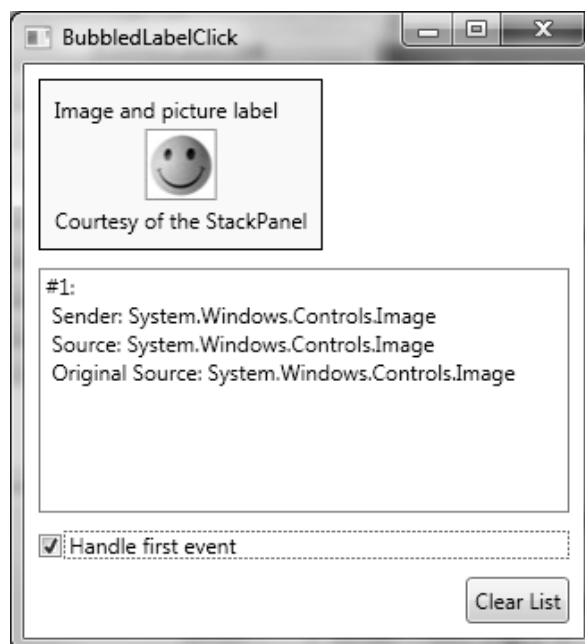 BubbledLabelClick
Image and picture label
Courtesy of the StackPanel
#1:
Sender: System.Windows.Controls.Image
Source: System.Windows.Controls.Image
Original Source: System.Windows.Controls.Image
Handle first event
Clear List